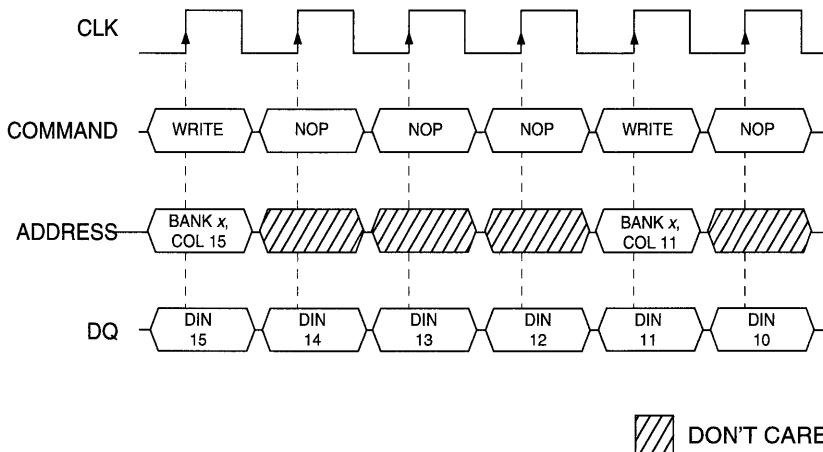 CLK
COMMAND
WRITE
NOP
NOP
NOP
WRITE
NOP
ADDRESS
BANK x,
COL 15
BANK x,
COL 11
DQ
DIN
15
DIN
14
DIN
13
DIN
12
DIN
11
DIN
10
DON'T CARE